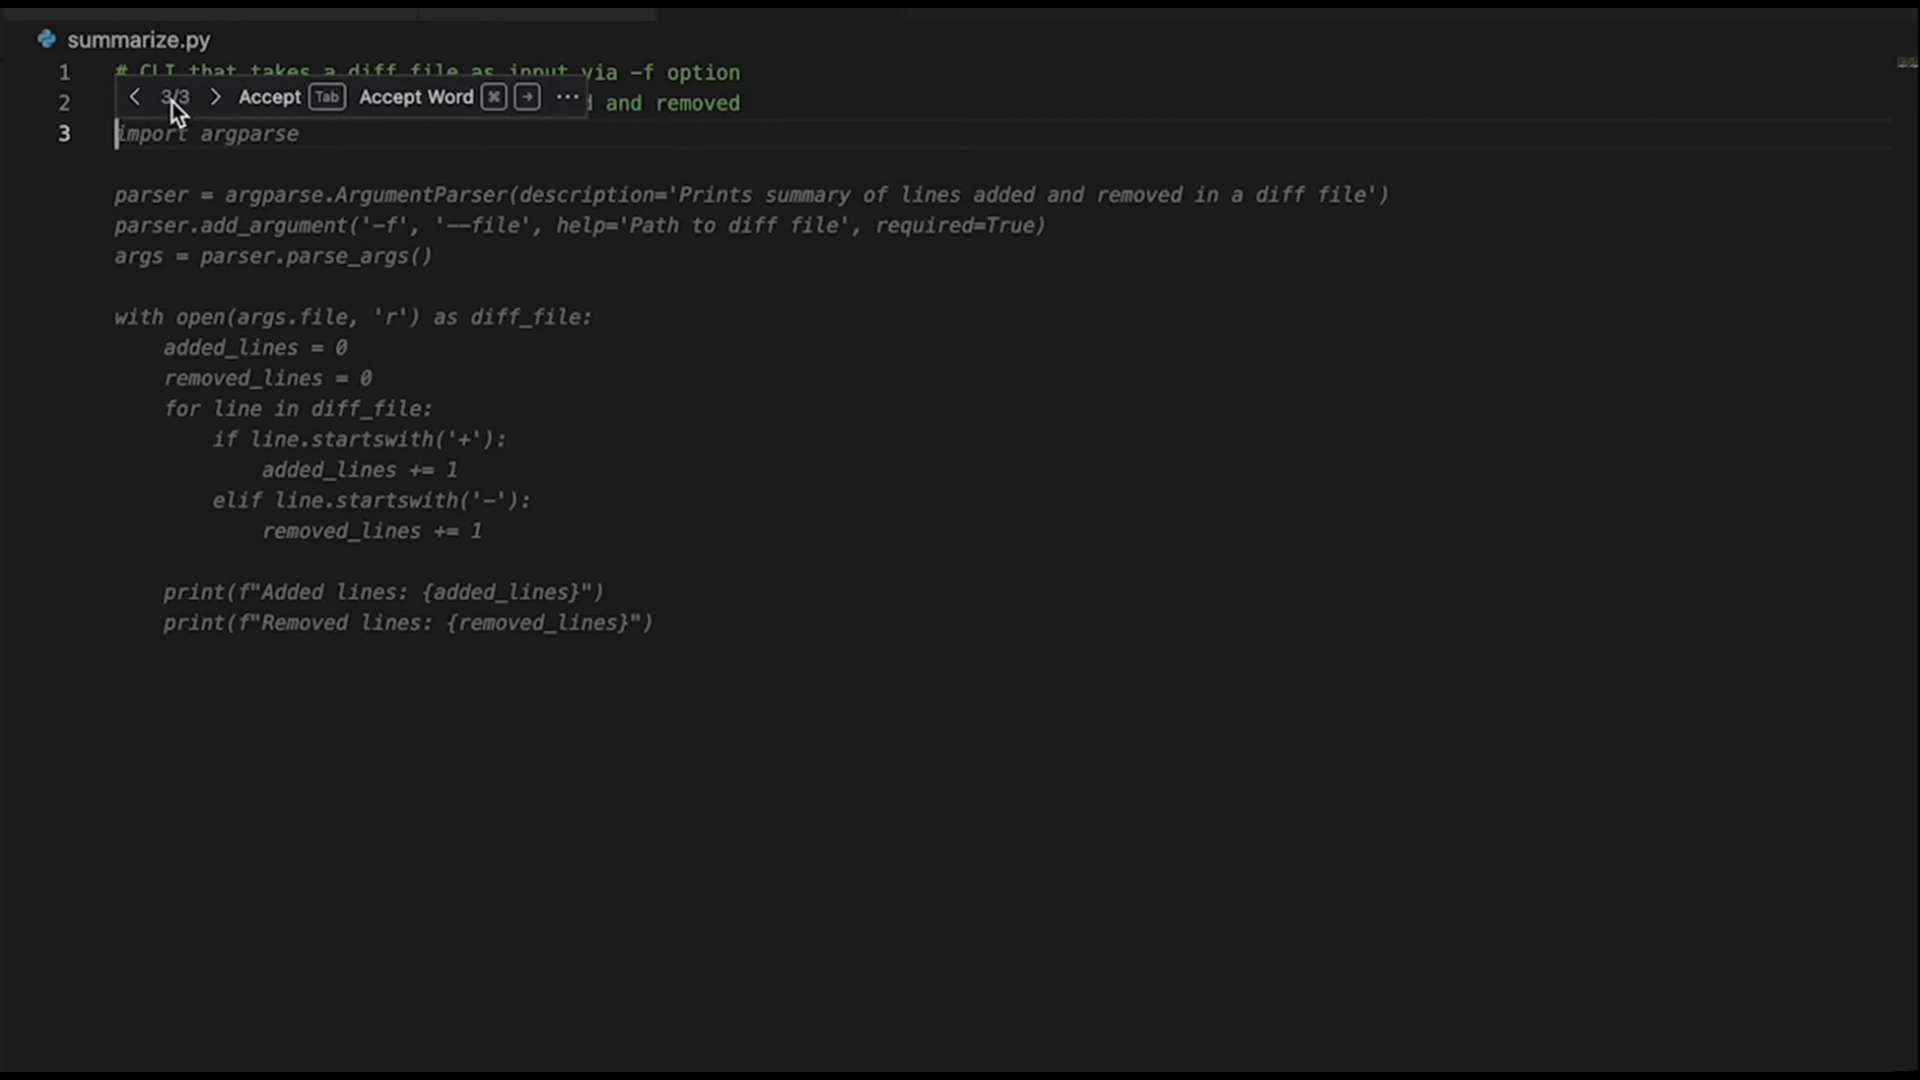 summarize.py
1 # CLI that takes a diff file as input via -f option
3/3 Accept Tab Accept Word ⌘ → ···
2 and removed
3 import argparse
parser = argparse.ArgumentParser(description='Prints summary of lines added and removed in a diff file')
parser.add_argument('-f', '--file', help='Path to diff file', required=True)
args = parser.parse_args()
with open(args.file, 'r') as diff_file:
    added_lines = 0
    removed_lines = 0
    for line in diff_file:
        if line.startswith('+'):
            added_lines += 1
        elif line.startswith('-'):
            removed_lines += 1
    print(f"Added lines: {added_lines}")
    print(f"Removed lines: {removed_lines}")